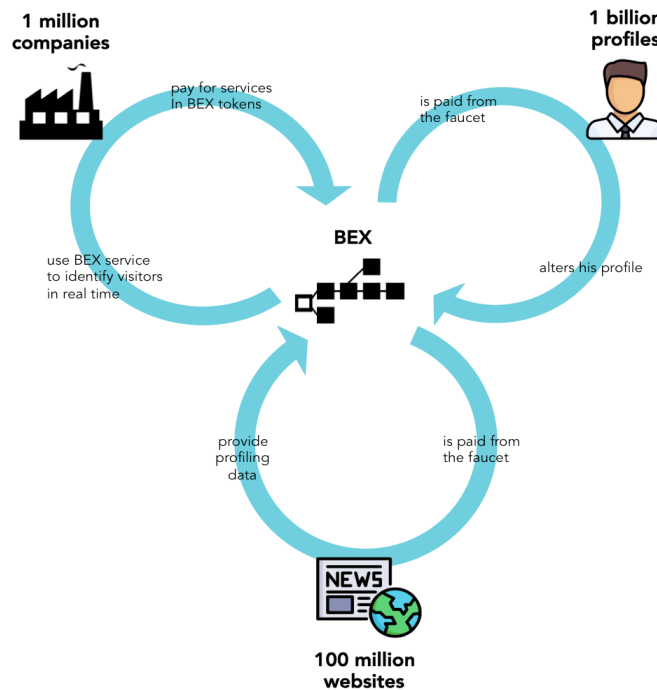 1 million
companies
1 billion
profiles
pay for services
In BEX tokens
is paid from
the faucet
BEX
use BEX service
to identify visitors
in real time
alters his profile
provide
profiling
data
is paid from
the faucet
NEWS
100 million
websites